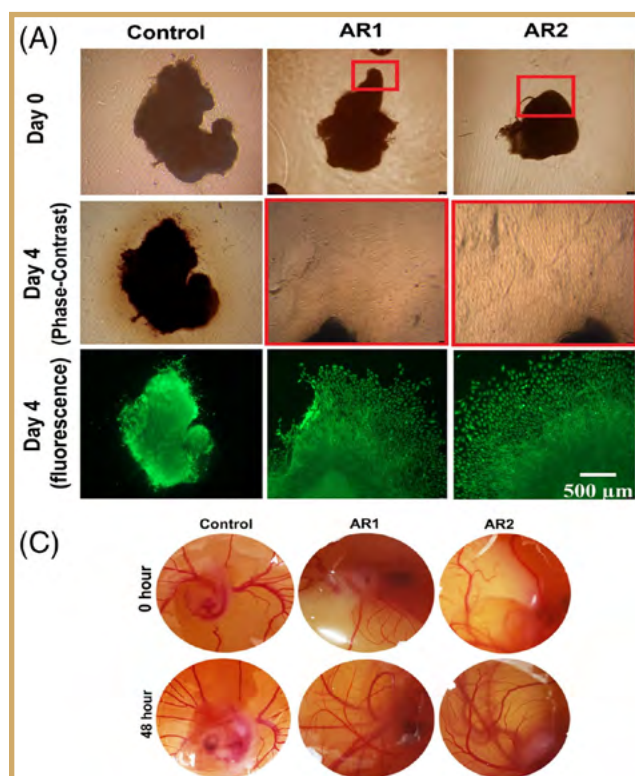 (A)
Control AR1 AR2
Day 0
Day 4
(Phase-Contrast)
Day 4
(fluorescence)
500 µm
(C)
Control AR1 AR2
0 hour
48 hour